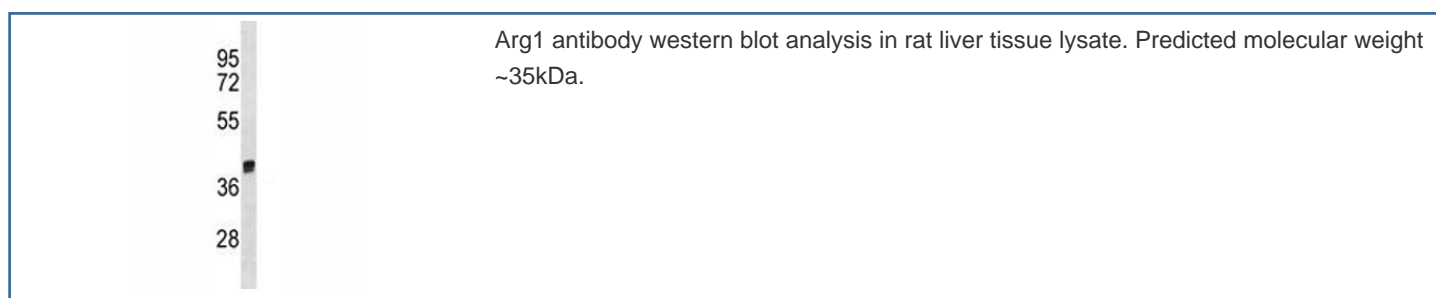 95
72
55
36
28
Arg1 antibody western blot analysis in rat liver tissue lysate. Predicted molecular weight
~35kDa.